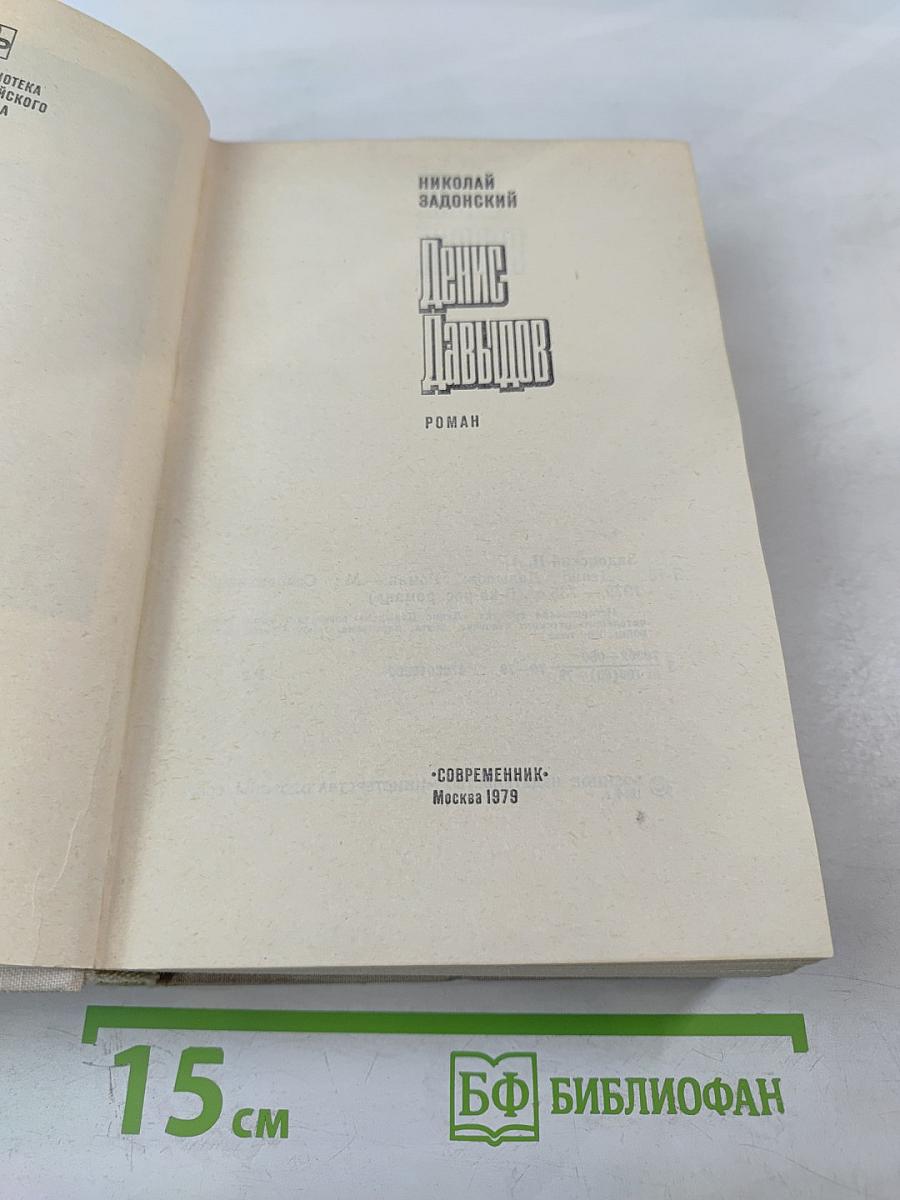 НИКОЛАЙ
ЗАДОНСКИЙ
Денис
Давыдов
РОМАН
«СОВРЕМЕННИК»
Москва 1979
15 см
БФ БИБЛИОФАН